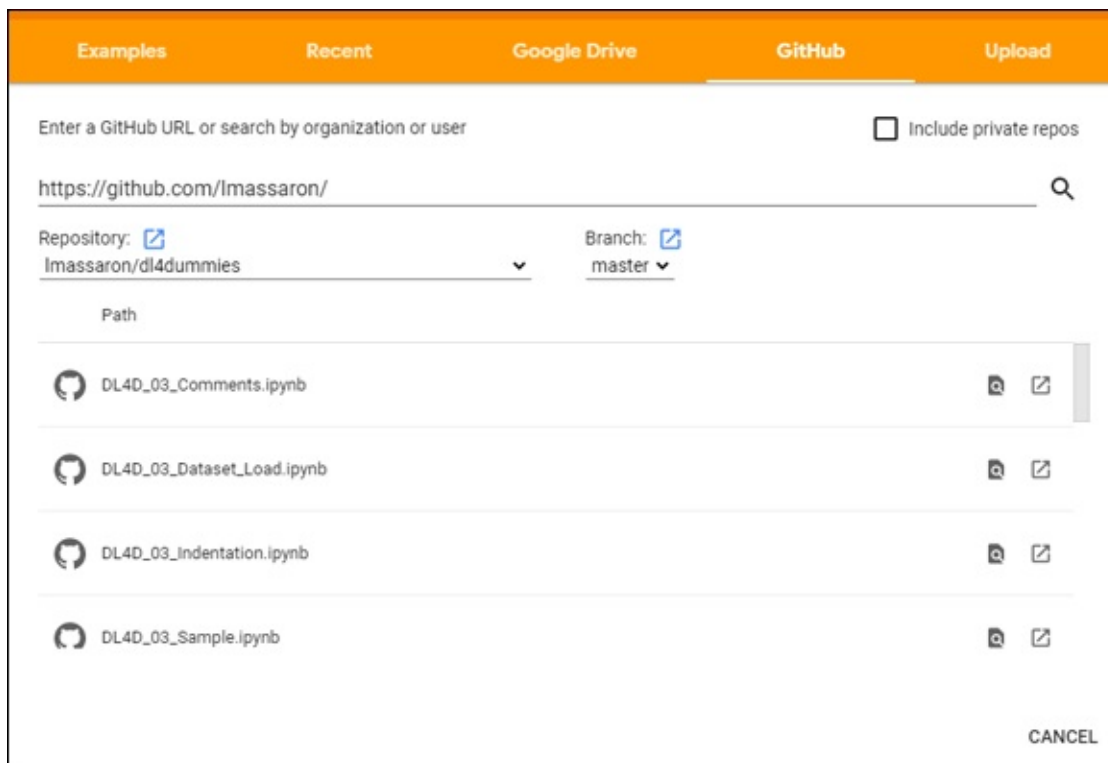 Examples Recent Google Drive GitHub Upload
Enter a GitHub URL or search by organization or user Include private repos
https://github.com/lmassaron/
Repository: Branch:
lmassaron/dl4dummies master
Path
DL4D_03_Comments.ipynb
DL4D_03_Dataset_Load.ipynb
DL4D_03_Indentation.ipynb
DL4D_03_Sample.ipynb
CANCEL